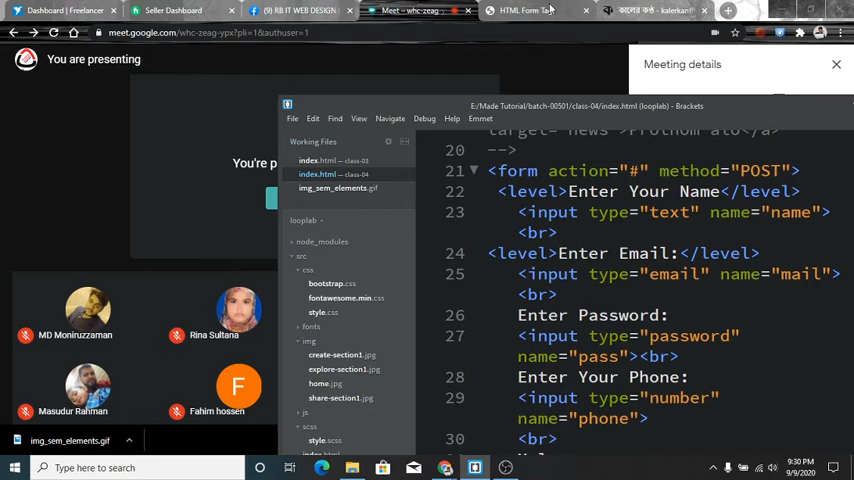 Dashboard | Freelancer
Seller Dashboard
(9) RB IT WEB DESIGN
Meet – whc-zeag-
HTML Form Ta
কালের কণ্ঠ - kalerkant
meet.google.com/whc-zeag-ypx?pli=1&authuser=1
You are presenting
Meeting details
E:/Made Tutorial/batch-00501/class-04/index.html (looplab) - Brackets
File Edit Find View Navigate Debug Help Emmet
Working Files
index.html — class-03
index.html — class-04
img_sem_elements.gif
looplab
node_modules
src
css
bootstrap.css
fontawesome.min.css
style.css
fonts
img
create-section1.jpg
explore-section1.jpg
home.jpg
share-section1.jpg
js
scss
style.scss
You're p
target="news">Prothom alo</a>
20 -->
21 <form action="#" method="POST">
22 <level>Enter Your Name</level>
23 <input type="text" name="name">
<br>
24 <level>Enter Email:</level>
25 <input type="email" name="mail">
<br>
26 Enter Password:
27 <input type="password"
name="pass"><br>
28 Enter Your Phone:
29 <input type="number"
name="phone">
30 <br>
MD Moniruzzaman
Rina Sultana
Masudur Rahman
F
Fahim hossen
img_sem_elements.gif
Type here to search
9:30 PM
9/9/2020